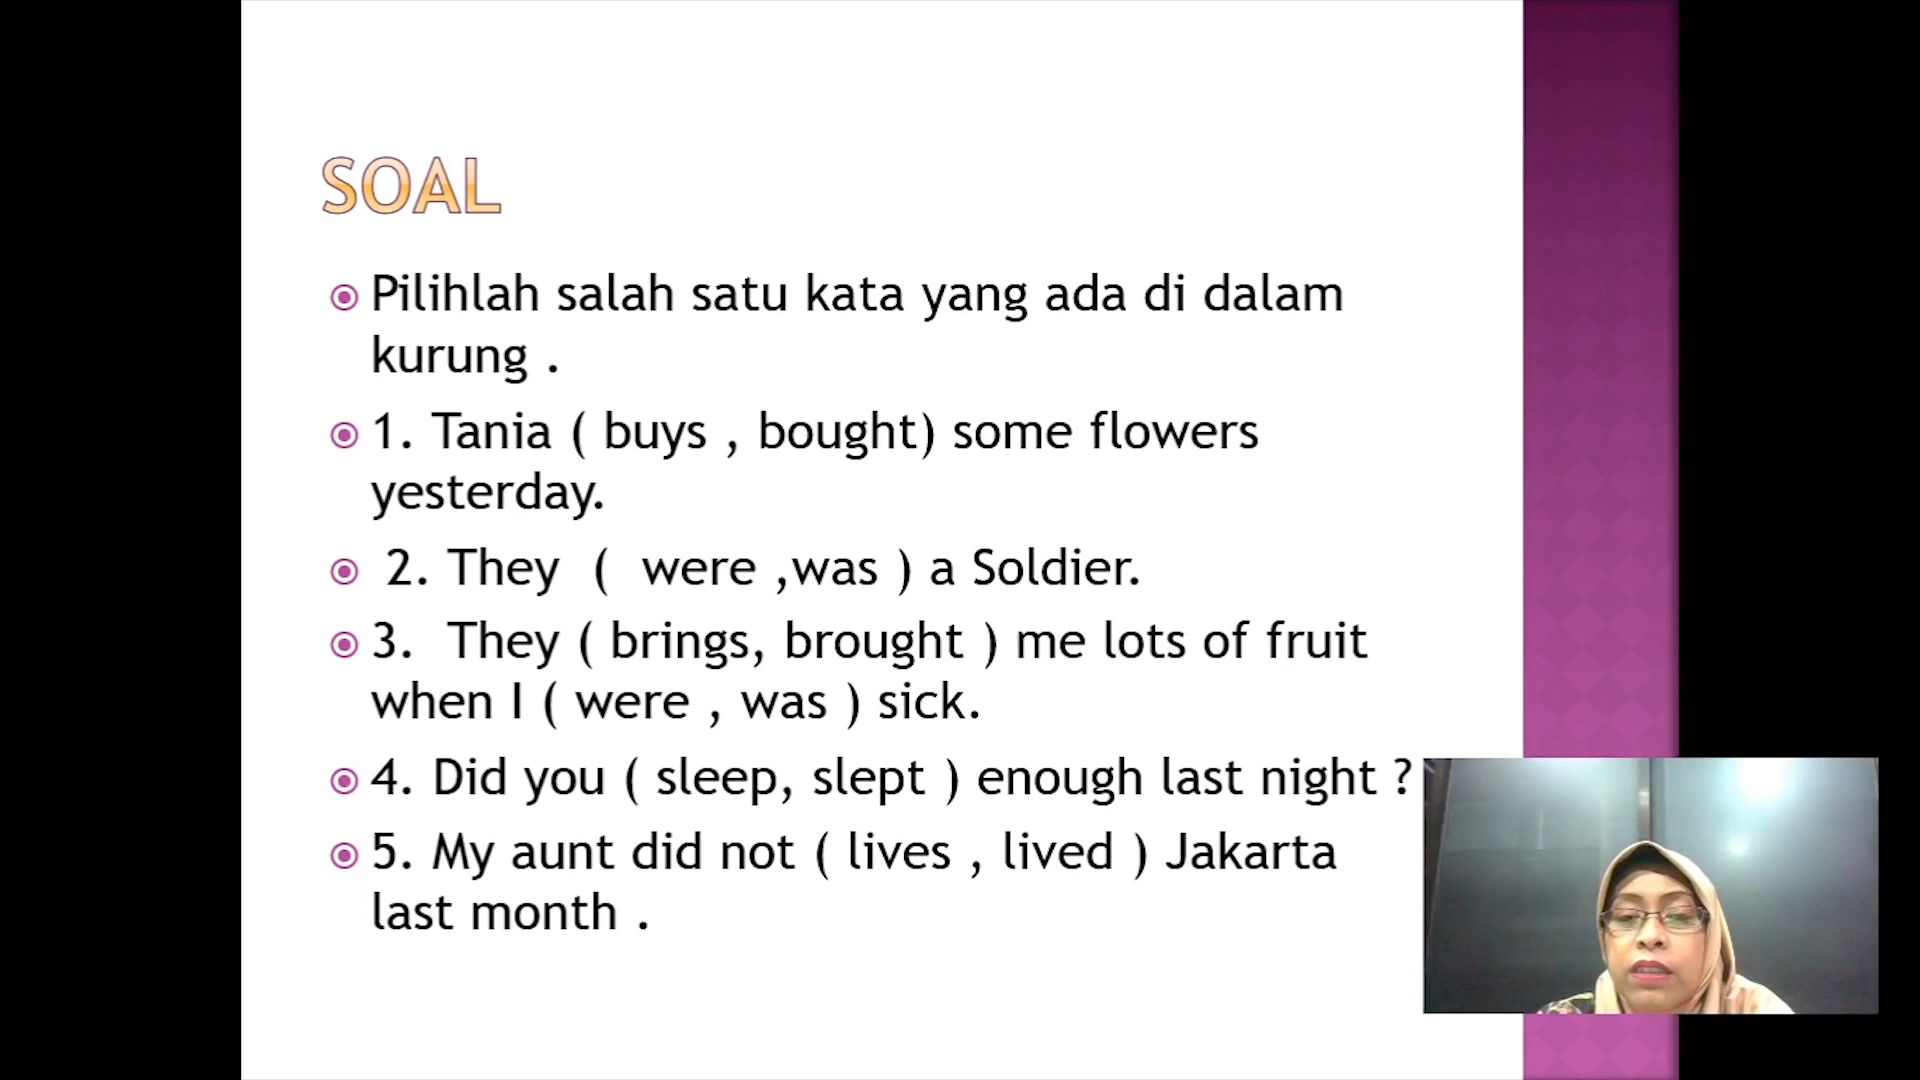 SOAL
Pilihlah salah satu kata yang ada di dalam
kurung .
1. Tania ( buys , bought) some flowers
yesterday.
2. They ( were ,was ) a Soldier.
3. They ( brings, brought ) me lots of fruit
when I ( were , was ) sick.
4. Did you ( sleep, slept ) enough last night ?
5. My aunt did not ( lives , lived ) Jakarta
last month .